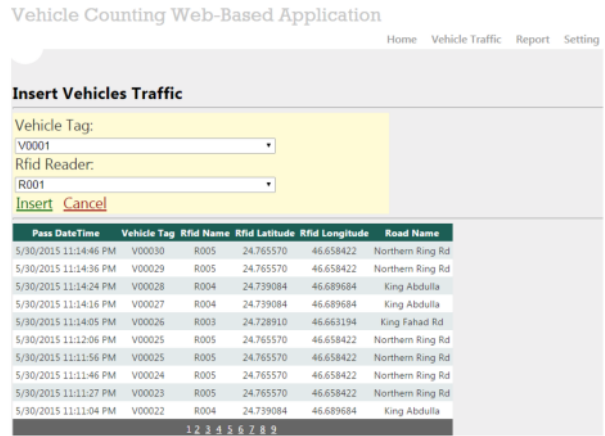 Vehicle Counting Web-Based Application
Home Vehicle Traffic Report Setting
Insert Vehicles Traffic
Vehicle Tag:
V0001
Rfid Reader:
R001
Insert Cancel
Pass DateTime Vehicle Tag Rfid Name Rfid Latitude Rfid Longitude Road Name
5/30/2015 11:14:46 PM V00030 R005 24.765570 46.658422 Northern Ring Rd
5/30/2015 11:14:36 PM V00029 R005 24.765570 46.658422 Northern Ring Rd
5/30/2015 11:14:24 PM V00028 R004 24.739084 46.689684 King Abdulla
5/30/2015 11:14:16 PM V00027 R004 24.739084 46.689684 King Abdulla
5/30/2015 11:14:05 PM V00026 R003 24.728910 46.663194 King Fahad Rd
5/30/2015 11:12:06 PM V00025 R005 24.765570 46.658422 Northern Ring Rd
5/30/2015 11:11:56 PM V00025 R005 24.765570 46.658422 Northern Ring Rd
5/30/2015 11:11:46 PM V00024 R005 24.765570 46.658422 Northern Ring Rd
5/30/2015 11:11:27 PM V00023 R005 24.765570 46.658422 Northern Ring Rd
5/30/2015 11:11:04 PM V00022 R004 24.739084 46.689684 King Abdulla
1 2 3 4 5 6 7 8 9